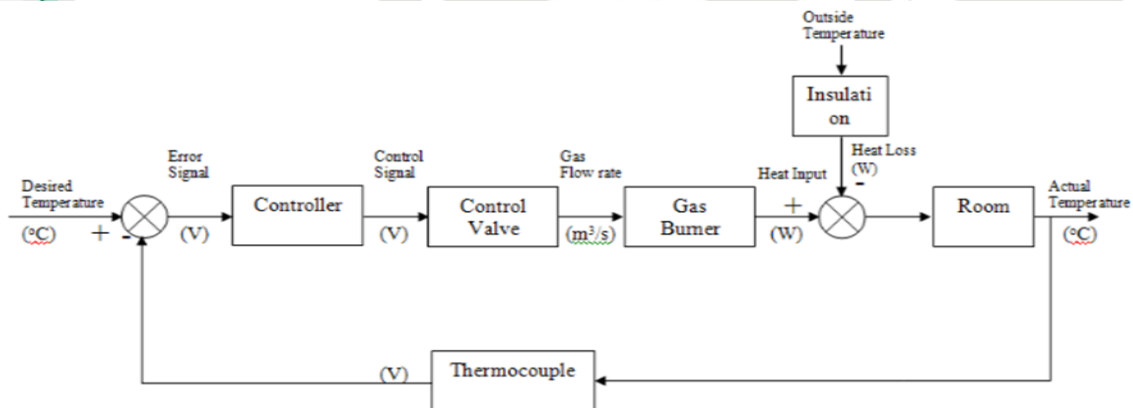 Outside
Temperature
Insulati
on
Error
Signal
Control
Signal
Gas
Flow rate
Heat Input
Heat Loss
(W)
-
Desired
Temperature
Controller
Control
Valve
Gas
Burner
+
Room
Actual
Temperature
(°C)
+
-
(V)
(V)
(m³/s)
(W)
(°C)
(V)
Thermocouple